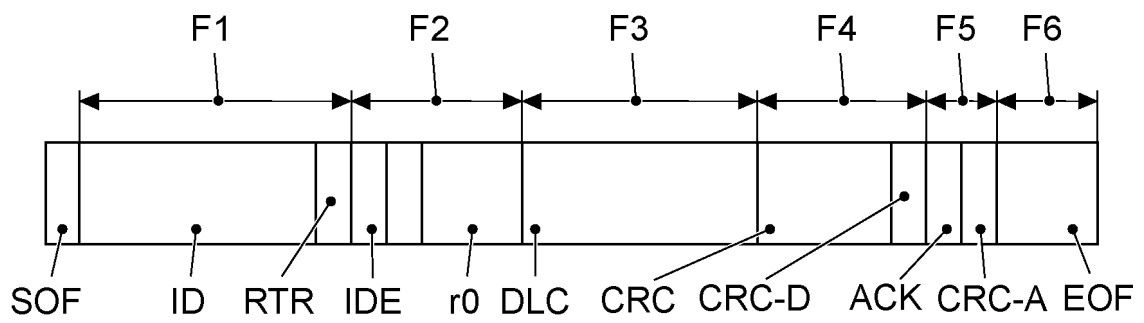 F1 F2 F3 F4 F5 F6
SOF ID RTR IDE r0 DLC CRC CRC-D ACK CRC-A EOF